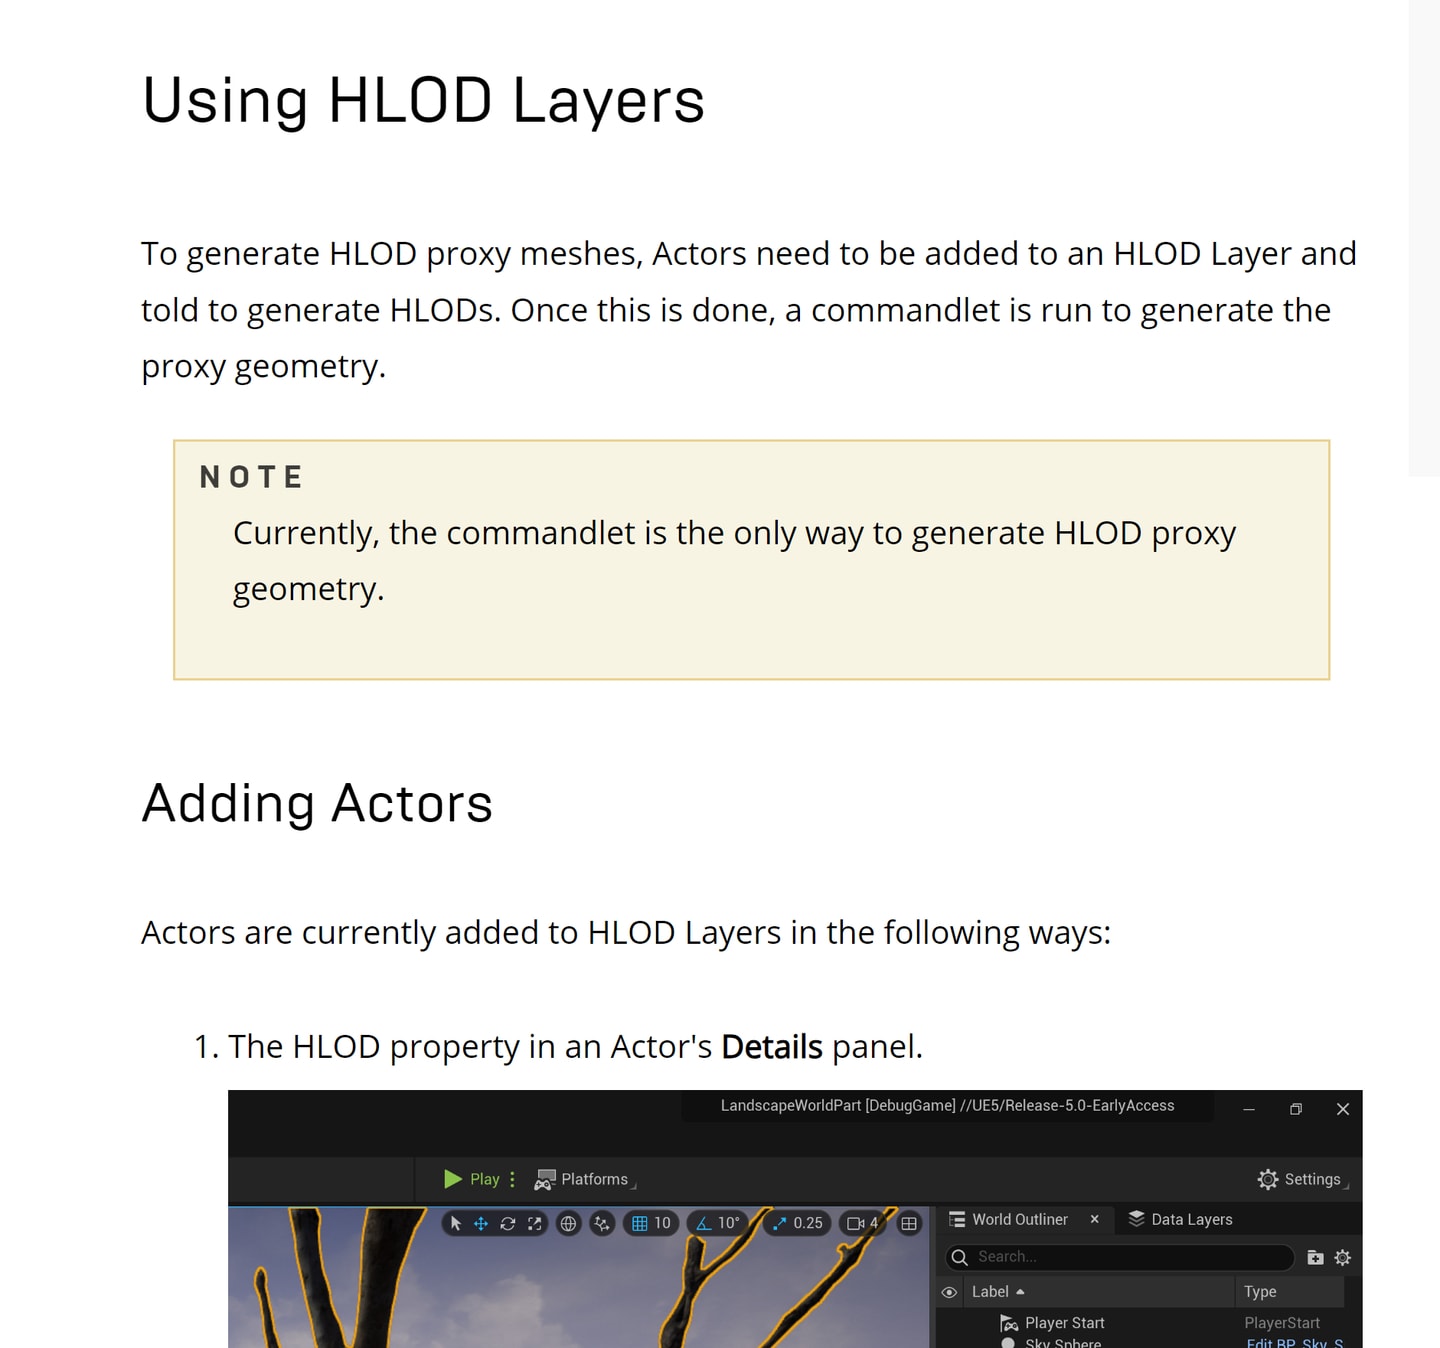 Using HLOD Layers
To generate HLOD proxy meshes, Actors need to be added to an HLOD Layer and
told to generate HLODs. Once this is done, a commandlet is run to generate the
proxy geometry.
NOTE
Currently, the commandlet is the only way to generate HLOD proxy
geometry.
Adding Actors
Actors are currently added to HLOD Layers in the following ways:
1. The HLOD property in an Actor's Details panel.
LandscapeWorldPart [DebugGame] //UE5/Release-5.0-EarlyAccess
Play Platforms Settings
10 10° 0.25 4
World Outliner Data Layers
Search...
Label Type
Player Start PlayerStart
Sky Sphere Edit BP_Sky_S